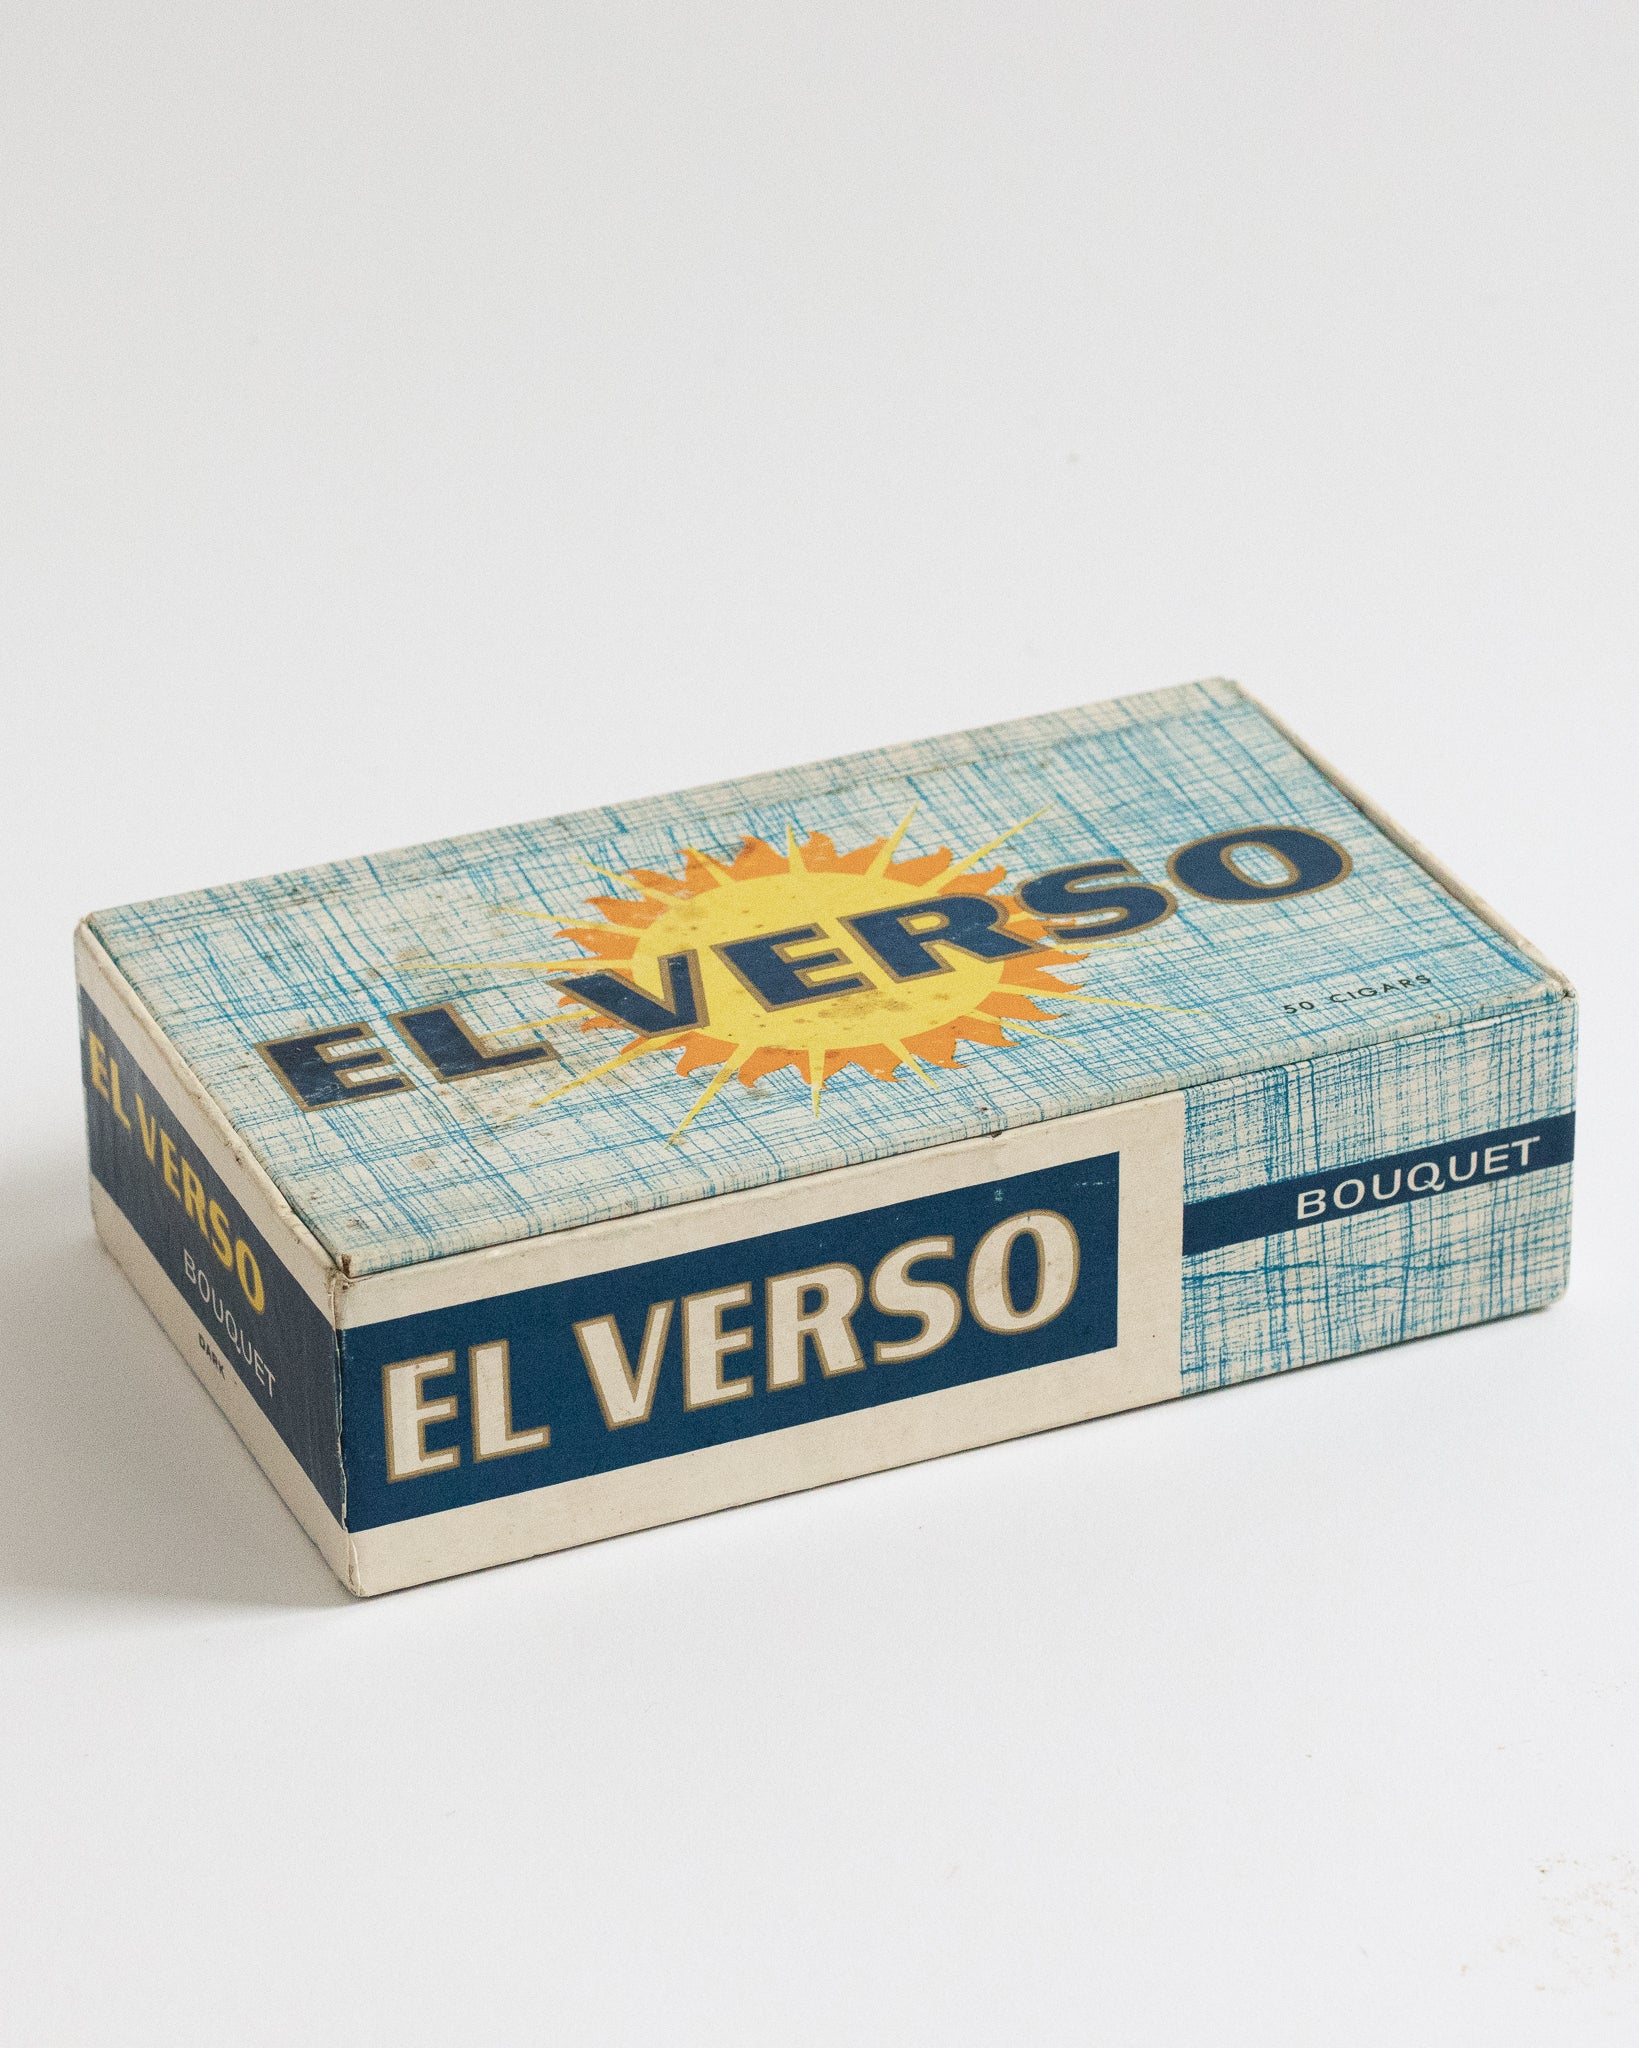 EL VERSO
50 CIGARS
EL VERSO
BOUQUET
DARK
EL VERSO
BOUQUET